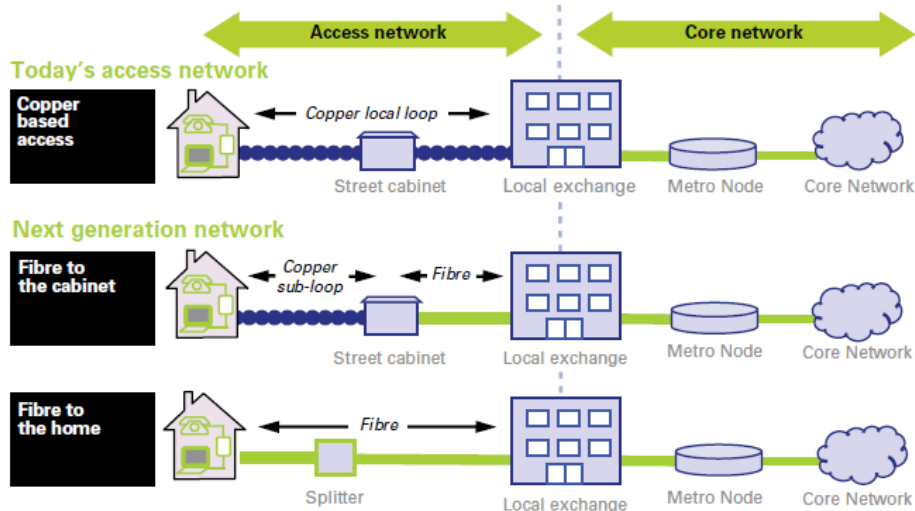 Access network
Core network
Today's access network
Copper
based
access
Copper local loop
Street cabinet
Local exchange
Metro Node
Core Network
Next generation network
Fibre to
the cabinet
Copper
sub-loop
Fibre
Street cabinet
Local exchange
Metro Node
Core Network
Fibre to
the home
Fibre
Splitter
Local exchange
Metro Node
Core Network